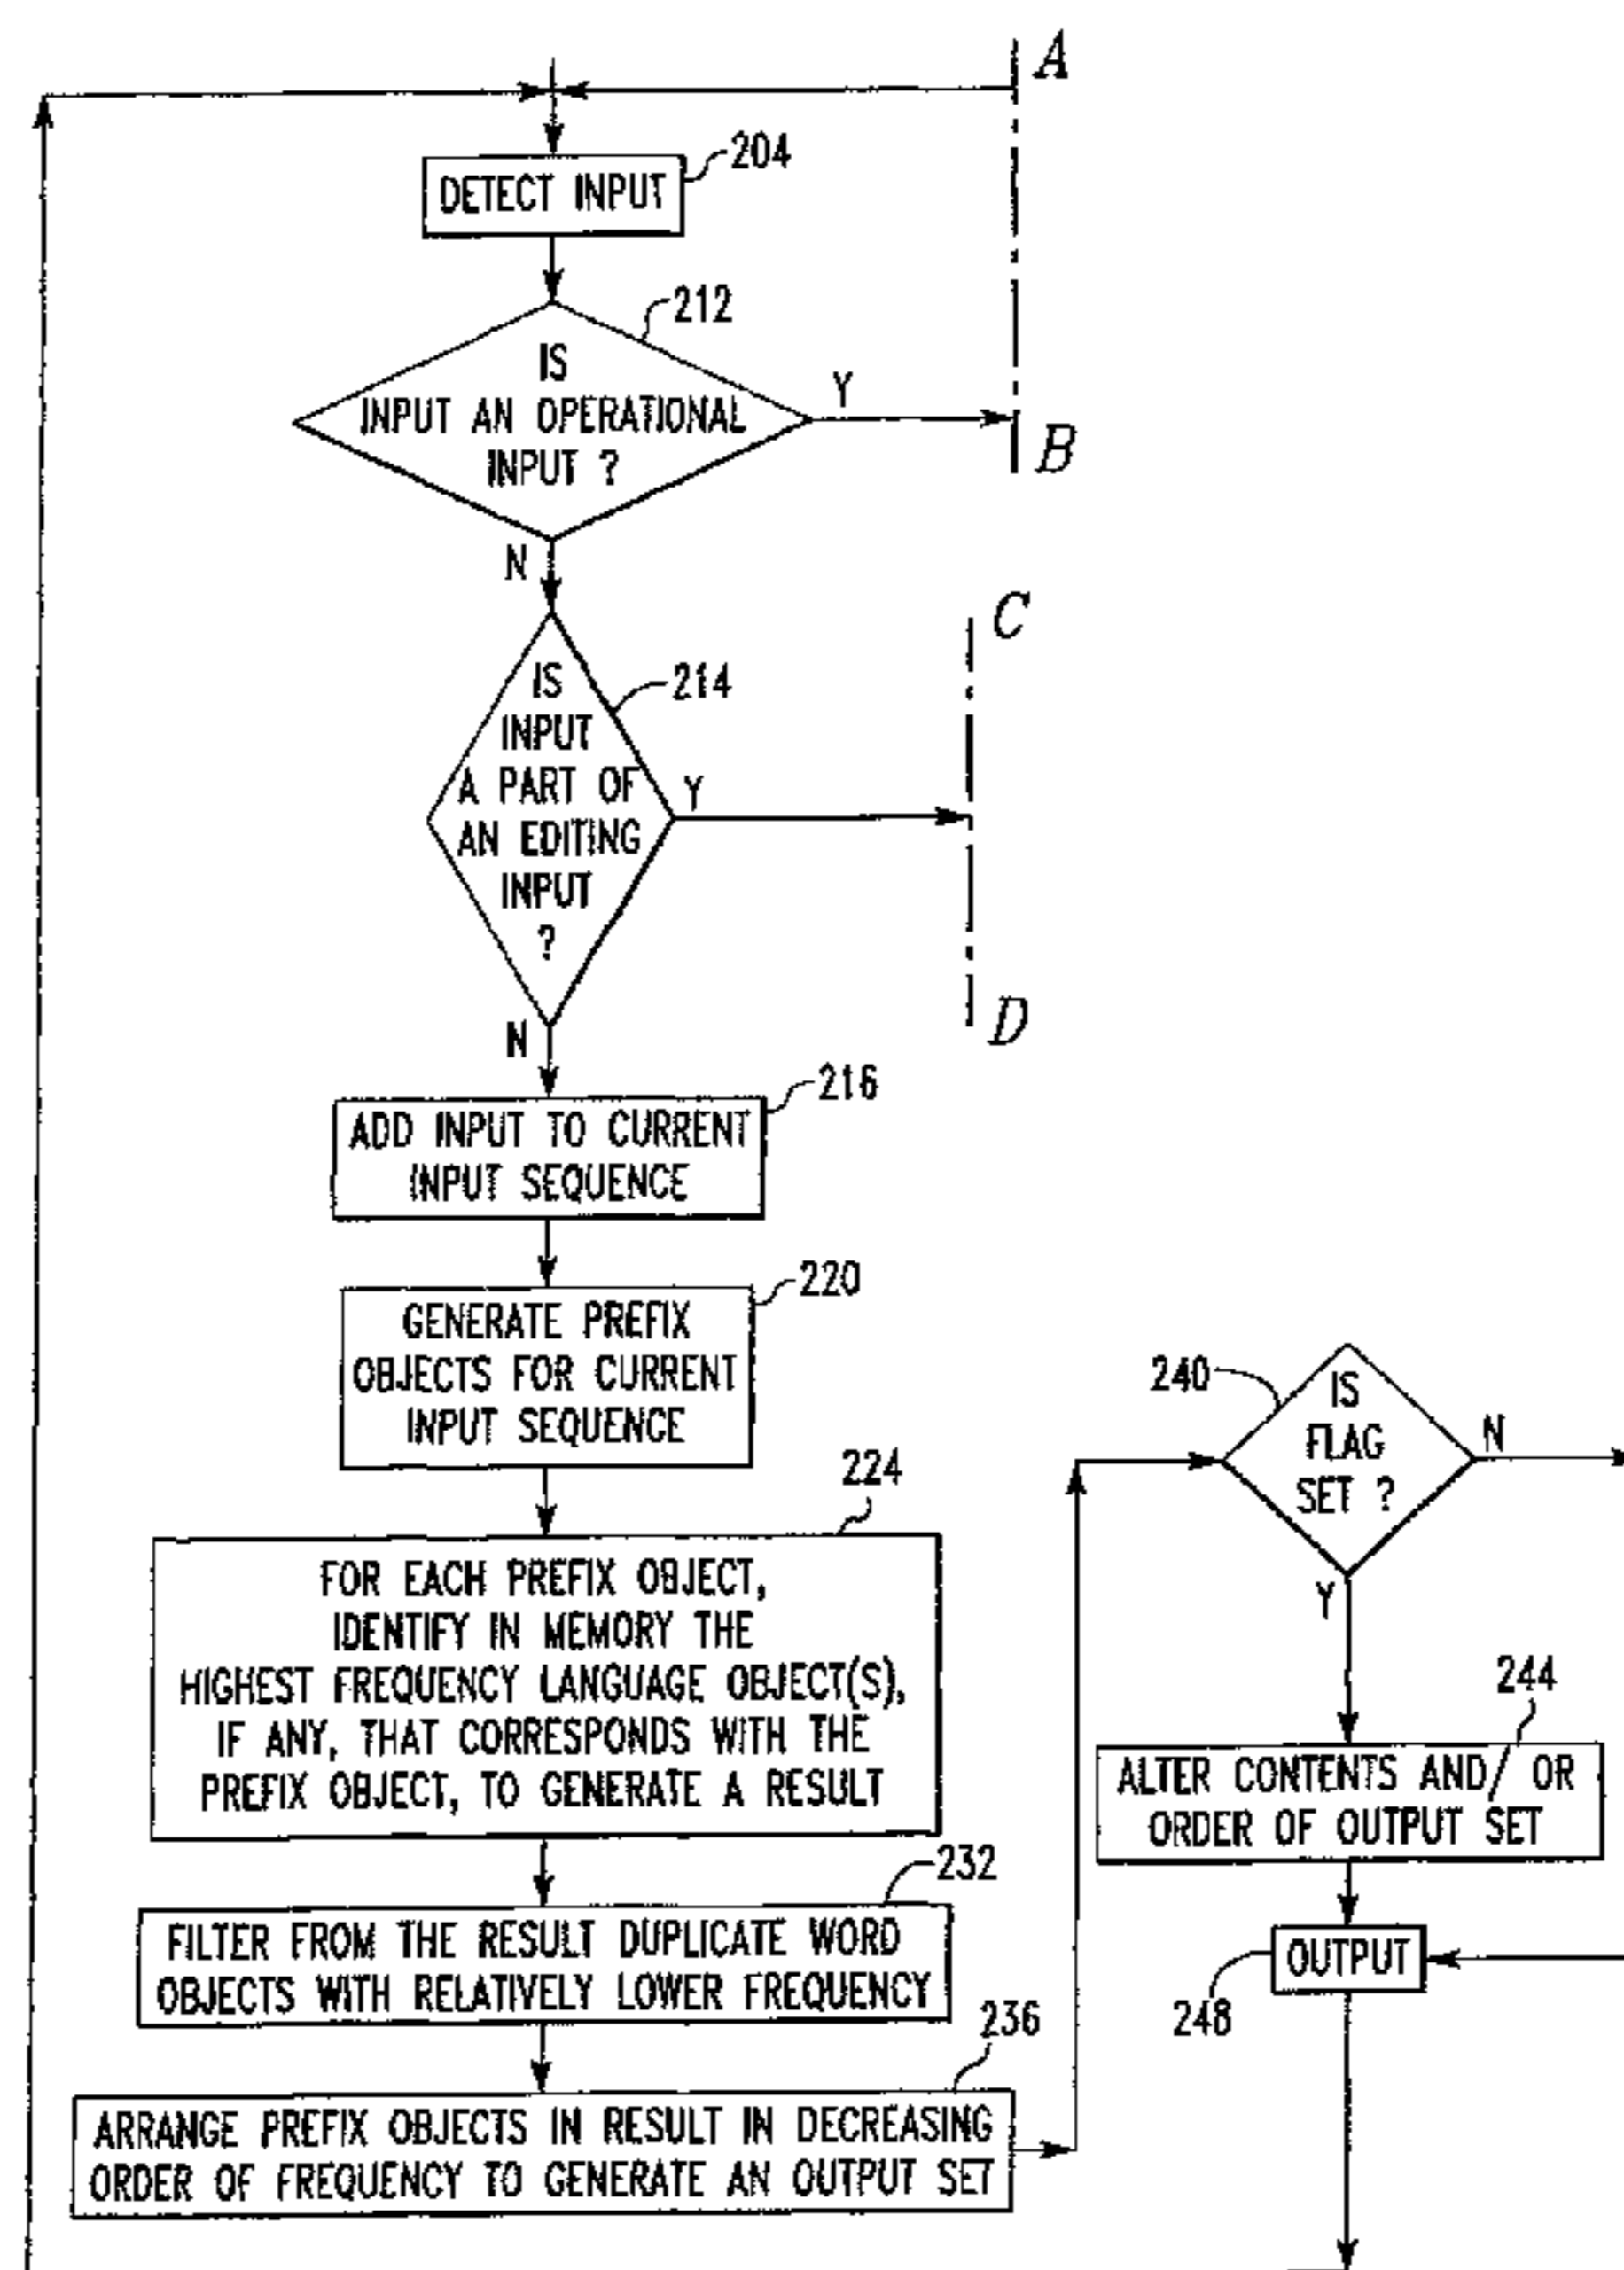 A
204
DETECT INPUT
212
IS
INPUT AN OPERATIONAL
INPUT ?
Y
B
N
C
214
IS
INPUT
A PART OF
AN EDITING
INPUT
?
Y
D
N
216
ADD INPUT TO CURRENT
INPUT SEQUENCE
220
GENERATE PREFIX
OBJECTS FOR CURRENT
INPUT SEQUENCE
224
FOR EACH PREFIX OBJECT,
IDENTIFY IN MEMORY THE
HIGHEST FREQUENCY LANGUAGE OBJECT(S),
IF ANY, THAT CORRESPONDS WITH THE
PREFIX OBJECT, TO GENERATE A RESULT
232
FILTER FROM THE RESULT DUPLICATE WORD
OBJECTS WITH RELATIVELY LOWER FREQUENCY
236
ARRANGE PREFIX OBJECTS IN RESULT IN DECREASING
ORDER OF FREQUENCY TO GENERATE AN OUTPUT SET
240
IS
FLAG
SET ?
N
Y
244
ALTER CONTENTS AND/ OR
ORDER OF OUTPUT SET
OUTPUT
248